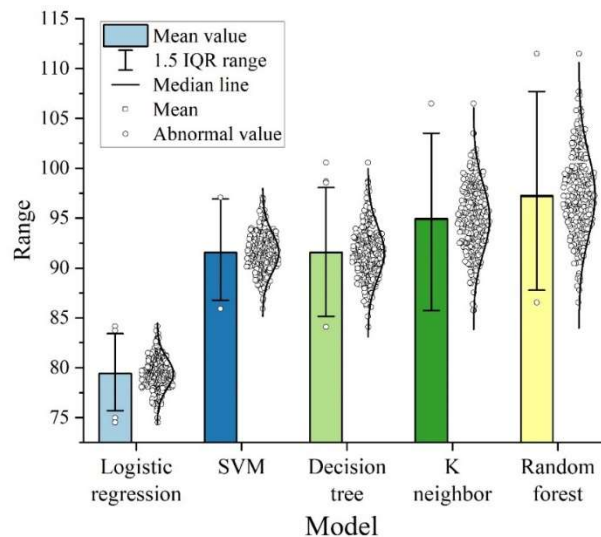 Mean value
1.5 IQR range
Median line
Mean
Abnormal value
115
110
105
100
95
90
85
80
75
Range
Logistic regression
SVM
Decision tree
K neighbor
Random forest
Model